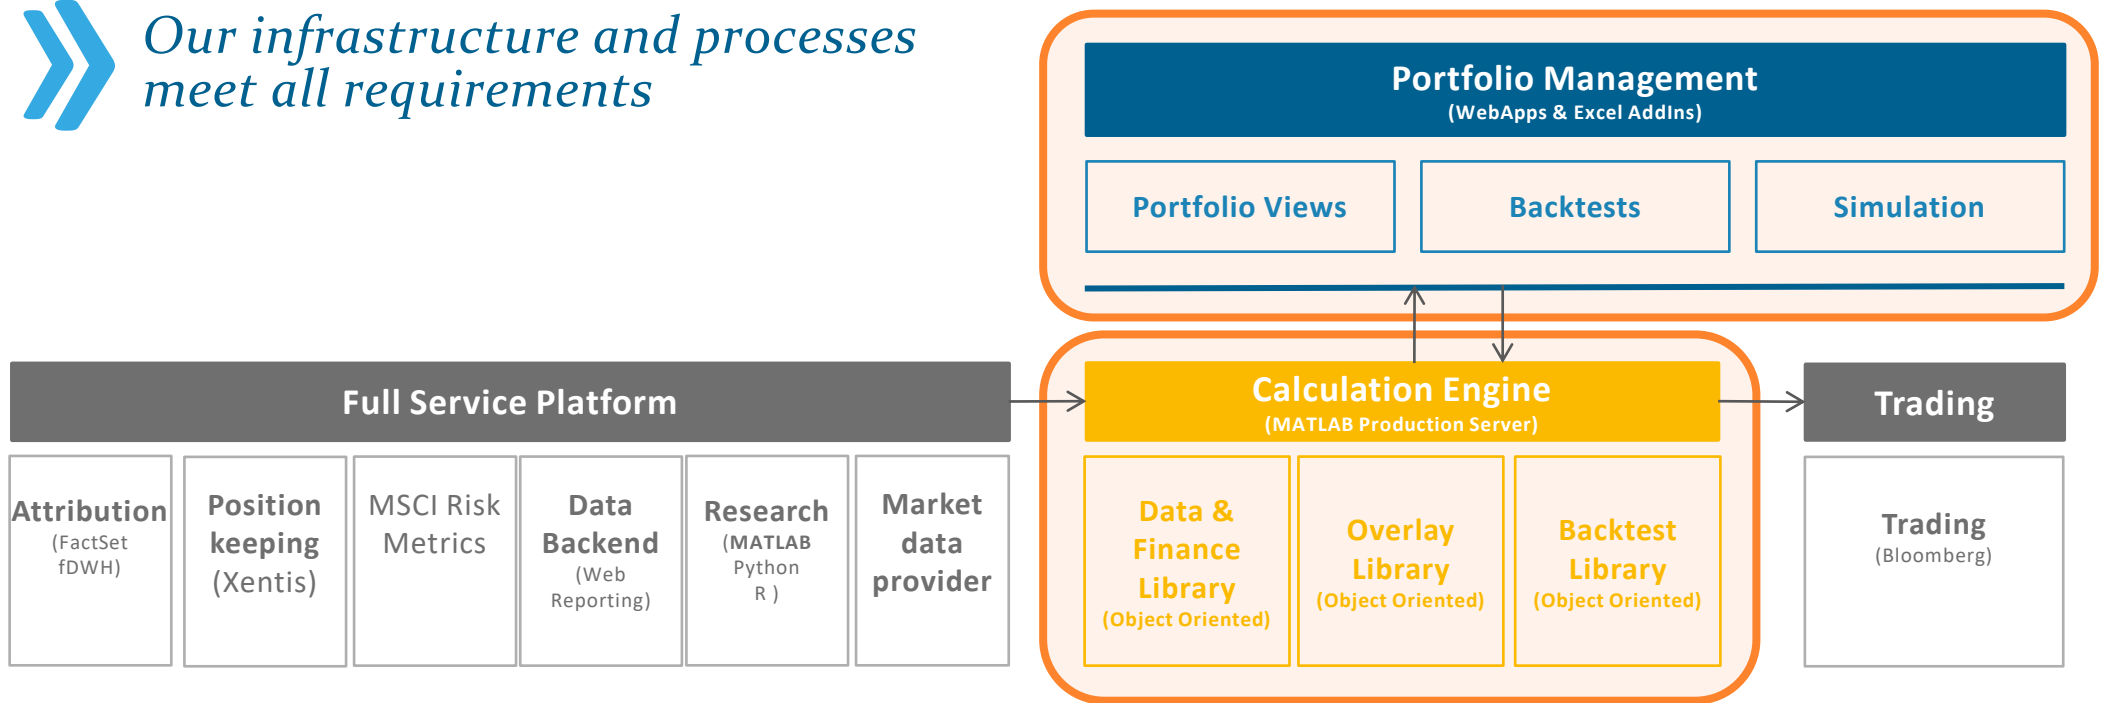 Our infrastructure and processes
meet all requirements
Portfolio Management
(WebApps & Excel AddIns)
Portfolio Views
Backtests
Simulation
Full Service Platform
Attribution
(FactSet
fDWH)
Position
keeping
(Xentis)
MSCI Risk
Metrics
Data
Backend
(Web
Reporting)
Research
(MATLAB
Python
R )
Market
data
provider
Calculation Engine
(MATLAB Production Server)
Data &
Finance
Library
(Object Oriented)
Overlay
Library
(Object Oriented)
Backtest
Library
(Object Oriented)
Trading
Trading
(Bloomberg)